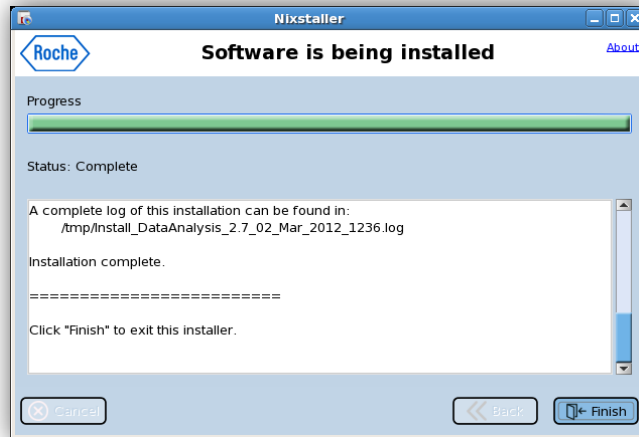 Nixstaller
Roche
Software is being installed
About
Progress
Status: Complete
A complete log of this installation can be found in:
/tmp/Install_DataAnalysis_2.7_02_Mar_2012_1236.log
Installation complete.
=========================
Click "Finish" to exit this installer.
Cancel
Back
Finish